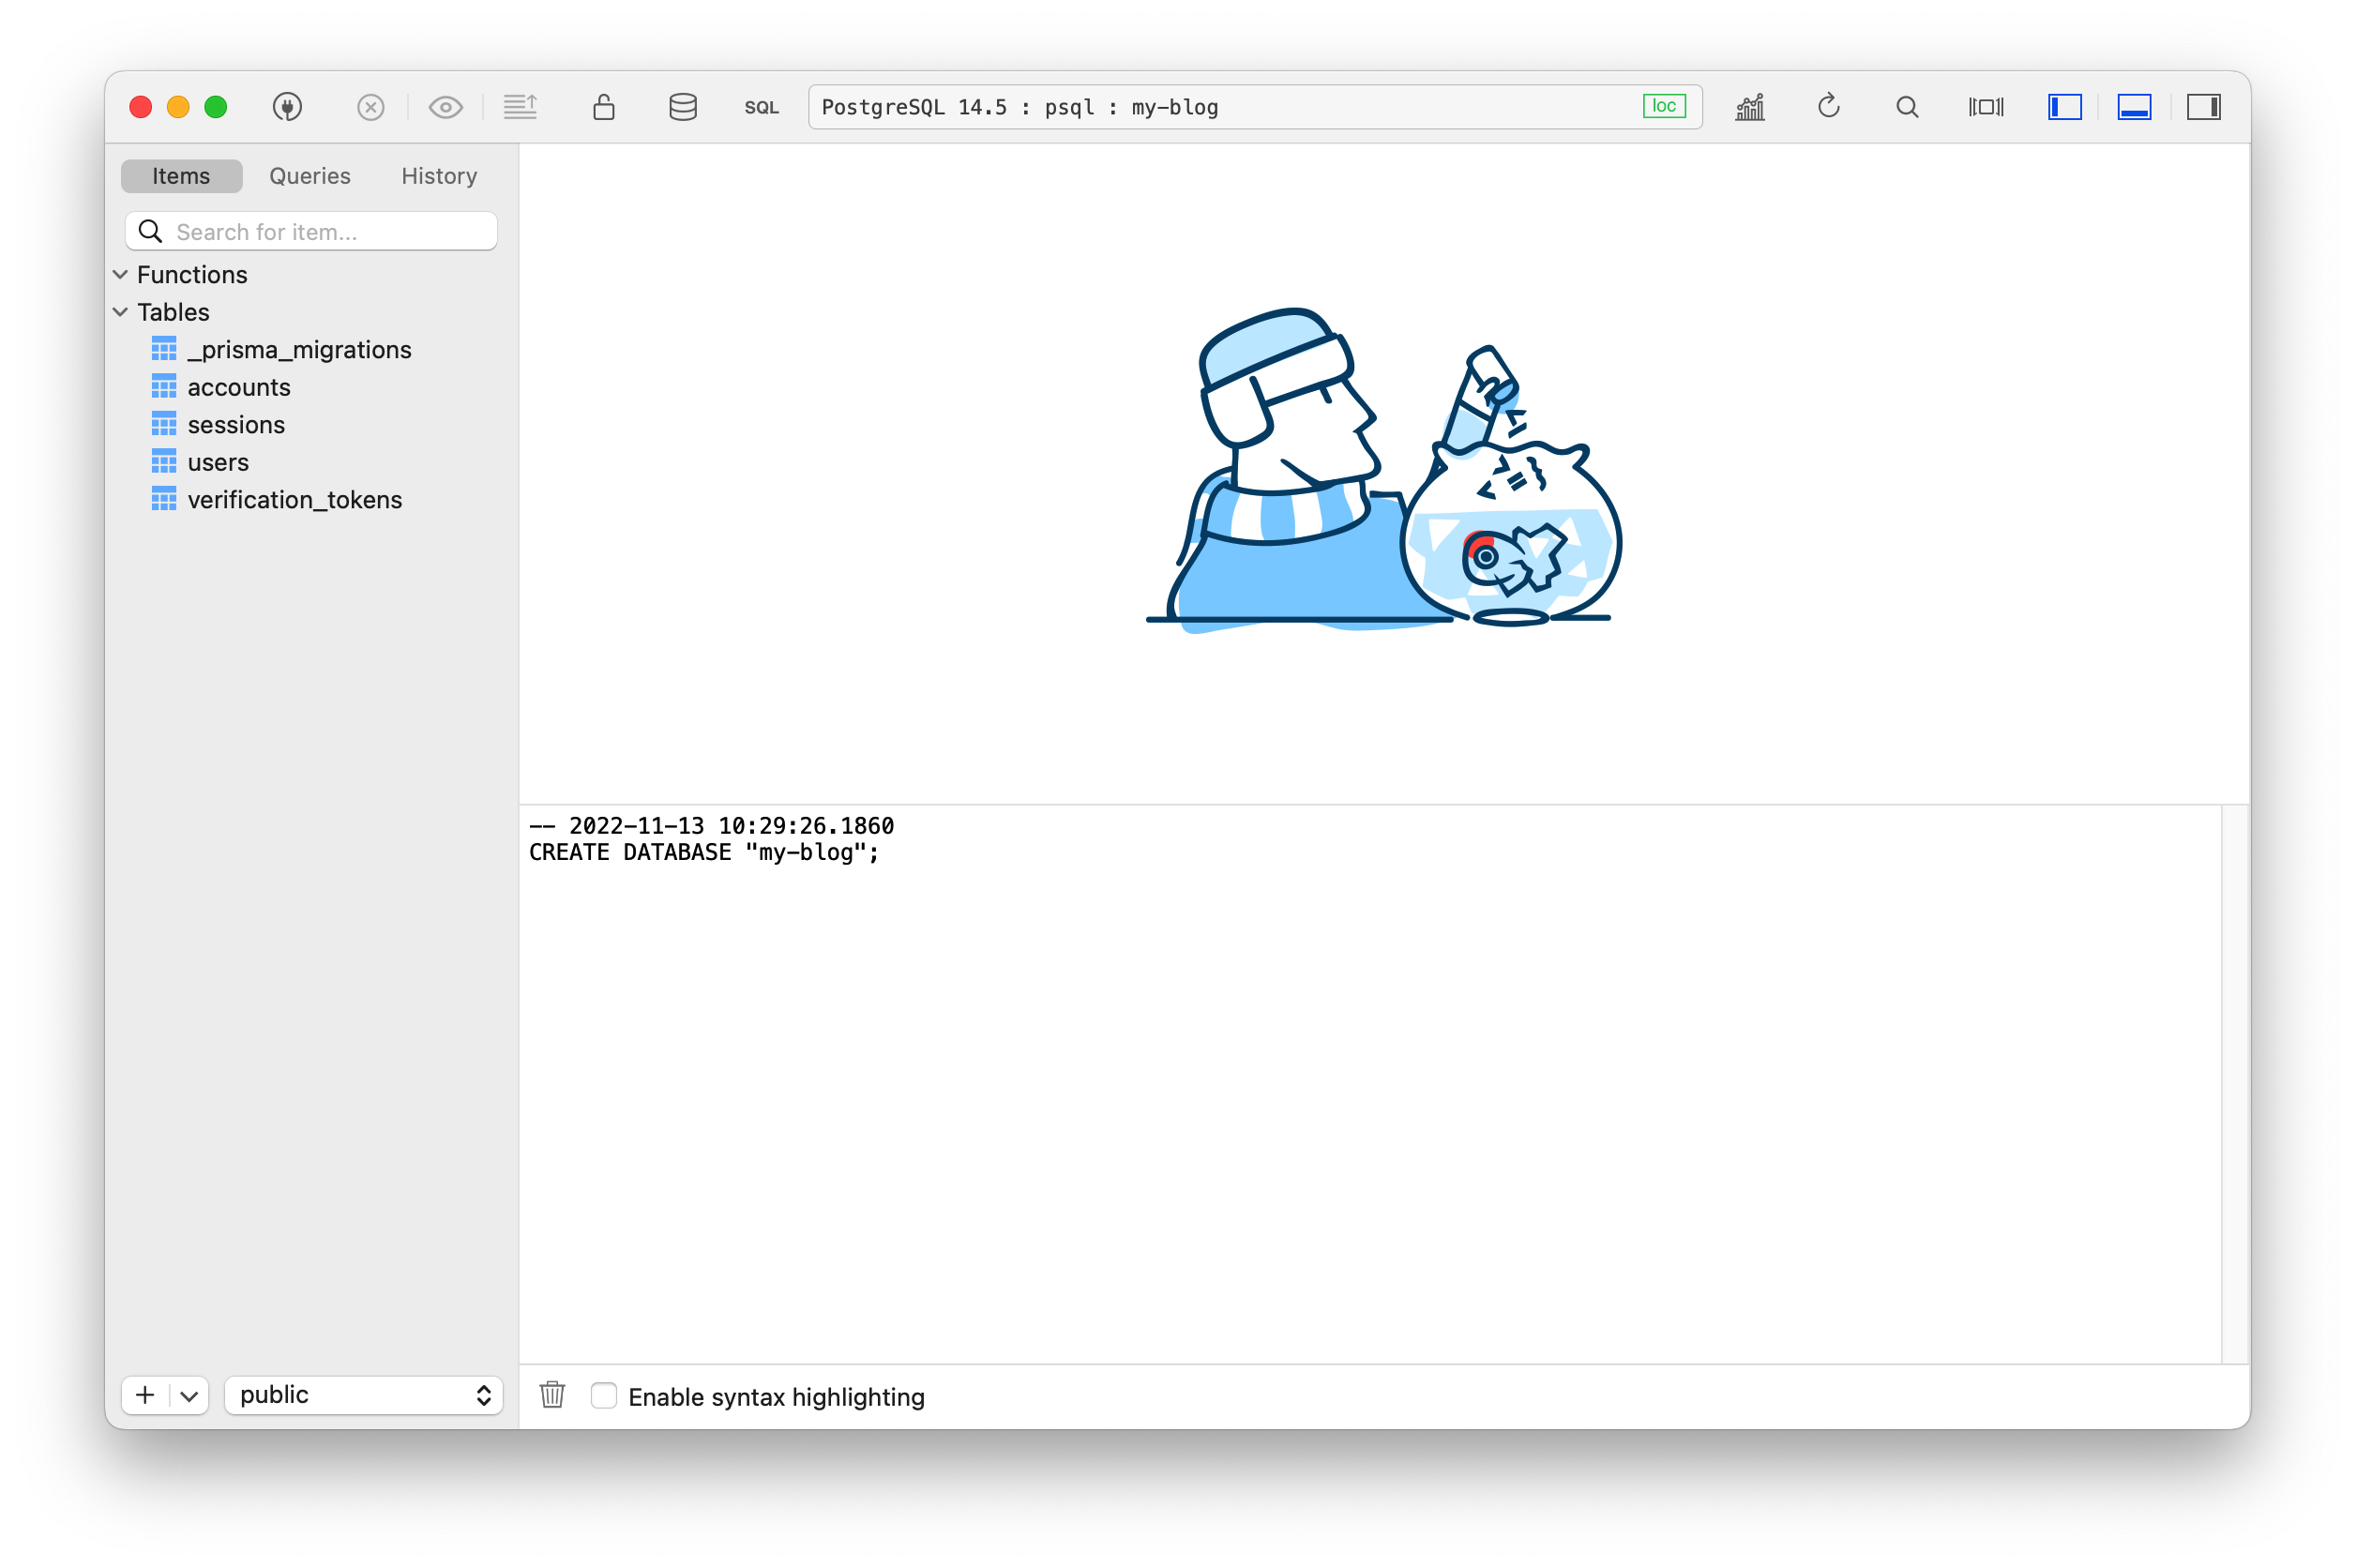 SQL
PostgreSQL 14.5 : psql : my-blog
loc
Items
Queries
History
Search for item...
Functions
Tables
_prisma_migrations
accounts
sessions
users
verification_tokens
-- 2022-11-13 10:29:26.1860
CREATE DATABASE "my-blog";
public
Enable syntax highlighting